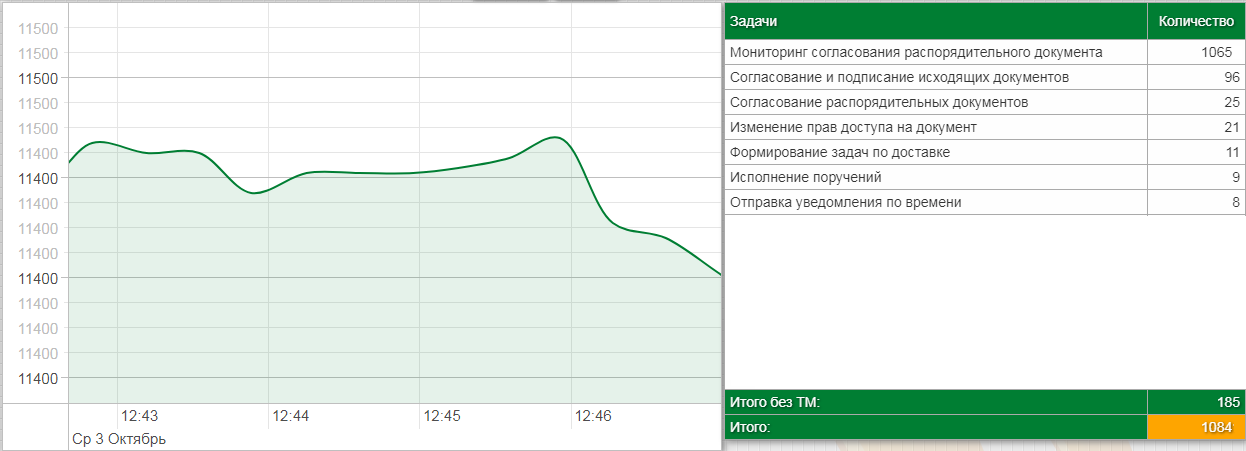 11500
11500
11500
11500
11500
11400
11400
11400
11400
11400
11400
11400
11400
11400
11400
12:43 12:44 12:45 12:46
Ср 3 Октябрь
Задачи Количество
Мониторинг согласования распорядительного документа 1065
Согласование и подписание исходящих документов 96
Согласование распорядительных документов 25
Изменение прав доступа на документ 21
Формирование задач по доставке 11
Исполнение поручений 9
Отправка уведомления по времени 8
Итого без ТМ: 185
Итого: 1084